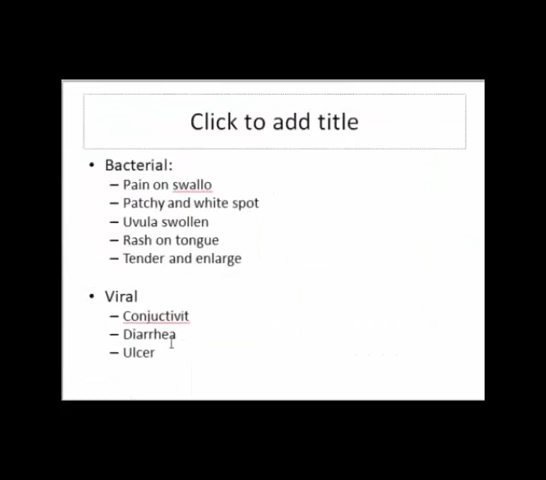 Click to add title
• Bacterial:
– Pain on swallo
– Patchy and white spot
– Uvula swollen
– Rash on tongue
– Tender and enlarge
• Viral
– Conjuctivit
– Diarrhea
– Ulcer